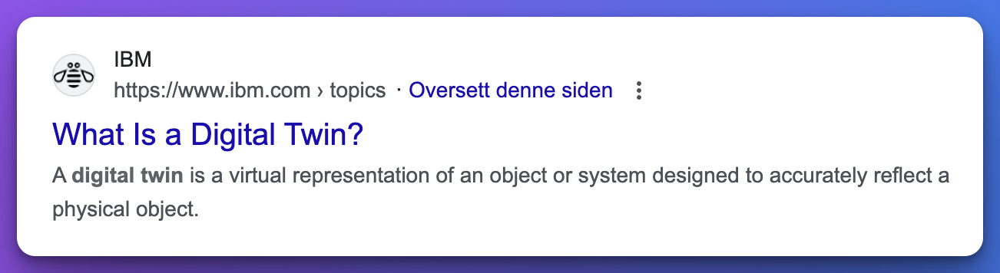 IBM
https://www.ibm.com › topics · Oversett denne siden
What Is a Digital Twin?
A digital twin is a virtual representation of an object or system designed to accurately reflect a
physical object.